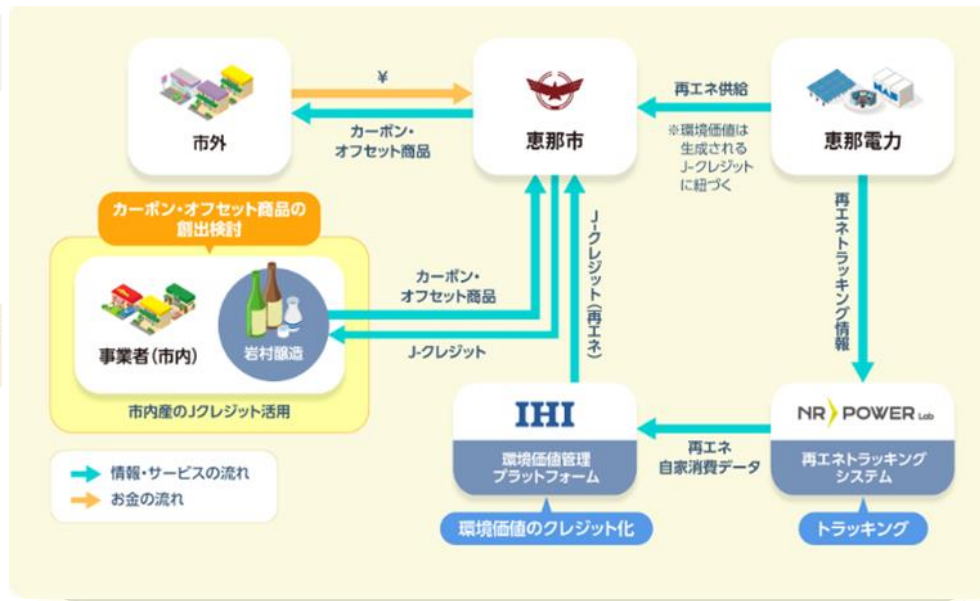 ¥
カーボン・
オフセット商品
市外
恵那市
再エネ供給
※環境価値は
生成される
J-クレジット
に紐づく
恵那電力
カーボン・オフセット商品の
創出検討
事業者(市内)
岩村醸造
市内産のJクレジット活用
カーボン・
オフセット商品
J-クレジット
J-クレジット(再エネ)
再エネトラッキング情報
IHI
環境価値管理
プラットフォーム
環境価値のクレジット化
再エネ
自家消費データ
NR POWER Lab
再エネトラッキング
システム
トラッキング
情報・サービスの流れ
お金の流れ